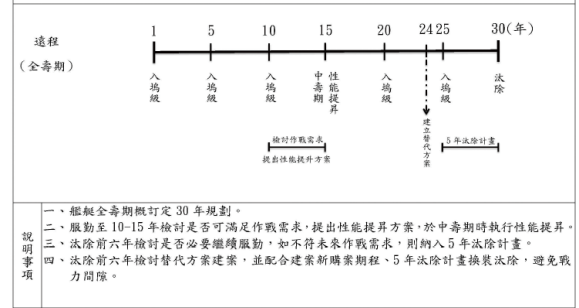 遠程
(全壽期)
1 5 10 15 20 24 25 30(年)
入塢級
入塢級
入塢級
中壽期
性能提昇
入塢級
建立替代方案
入塢級
汰除
檢討作戰需求
提出性能提升方案
5年汰除計畫
說明事項
一、艦艇全壽期概訂定 30 年規劃。
二、服勤至 10-15 年檢討是否可滿足作戰需求,提出性能提昇方案,於中壽期時執行性能提昇。
三、汰除前六年檢討是否必要繼續服勤,如不符未來作戰需求,則納入 5 年汰除計畫。
四、汰除前六年檢討替代方案建案,並配合建案新購案期程、5 年汰除計畫換裝汰除,避免戰
力間隙。